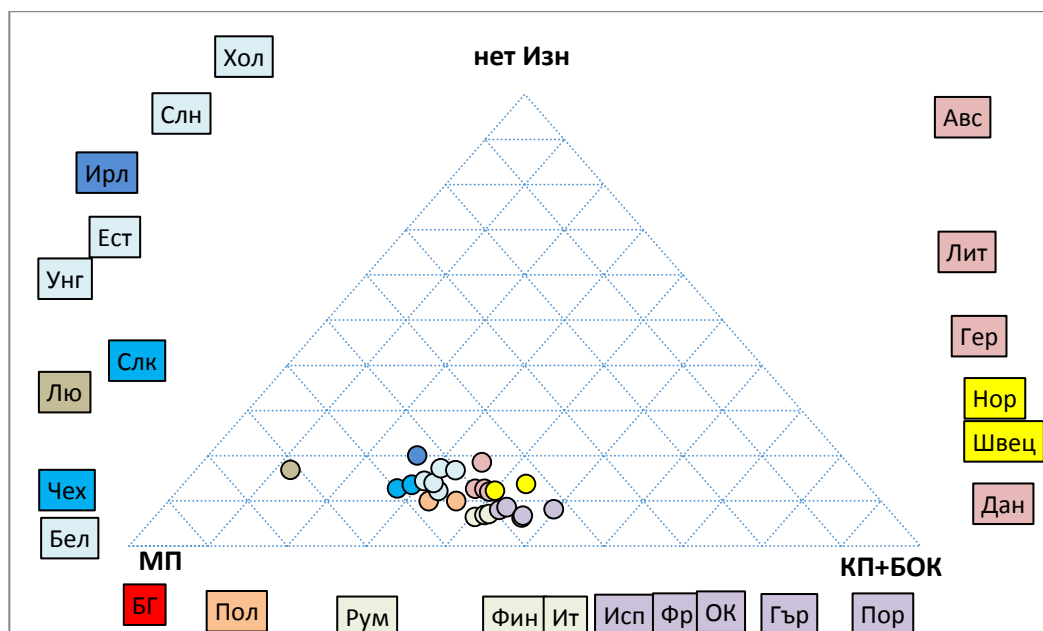 Хол
нет Изн
Слн
Авс
Ирл
Ест
Лит
Унг
Гер
Слк
Лю
Нор
Швец
Чех
Дан
Бел
МП
КП+БОК
БГ
Пол
Рум
Фин
Ит
Исп
Фр
ОК
Гър
Пор